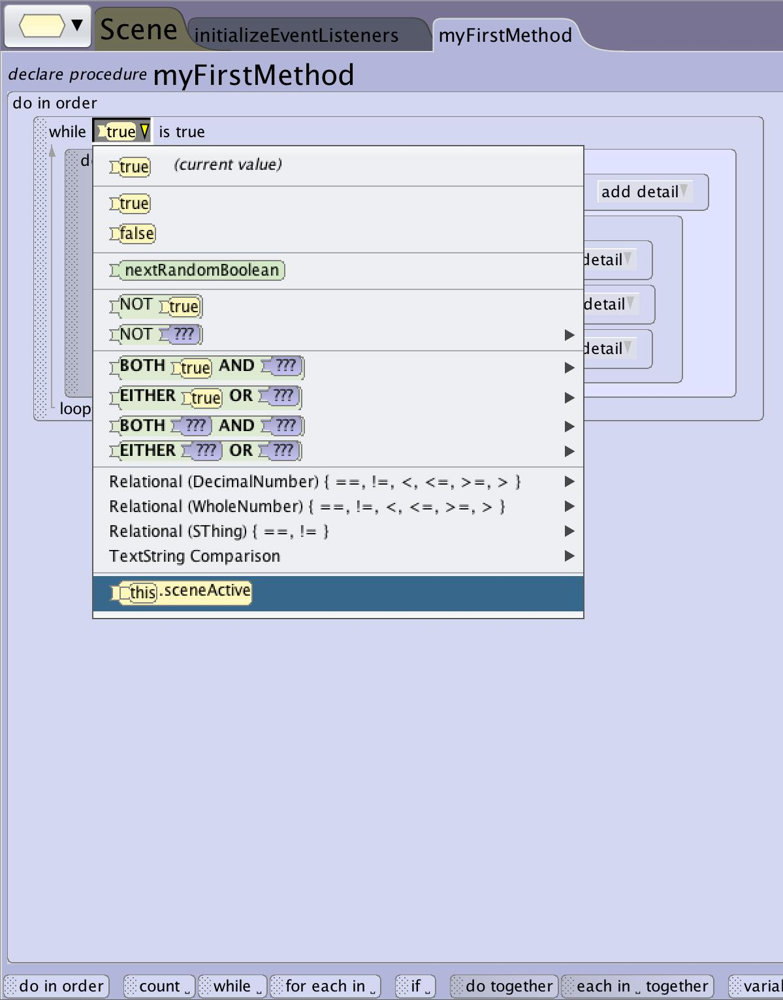 Scene initializeEventListeners myFirstMethod
declare procedure myFirstMethod
do in order
while true is true
true (current value)
add detail
true
false
detail
nextRandomBoolean
NOT true
detail
NOT ???
BOTH true AND ???
detail
EITHER true OR ???
loop
BOTH ??? AND ???
EITHER ??? OR ???
Relational (DecimalNumber) { ==, !=, <, <=, >=, > }
Relational (WholeNumber) { ==, !=, <, <=, >=, > }
Relational (SThing) { ==, != }
TextString Comparison
this.sceneActive
do in order count while for each in if do together each in together